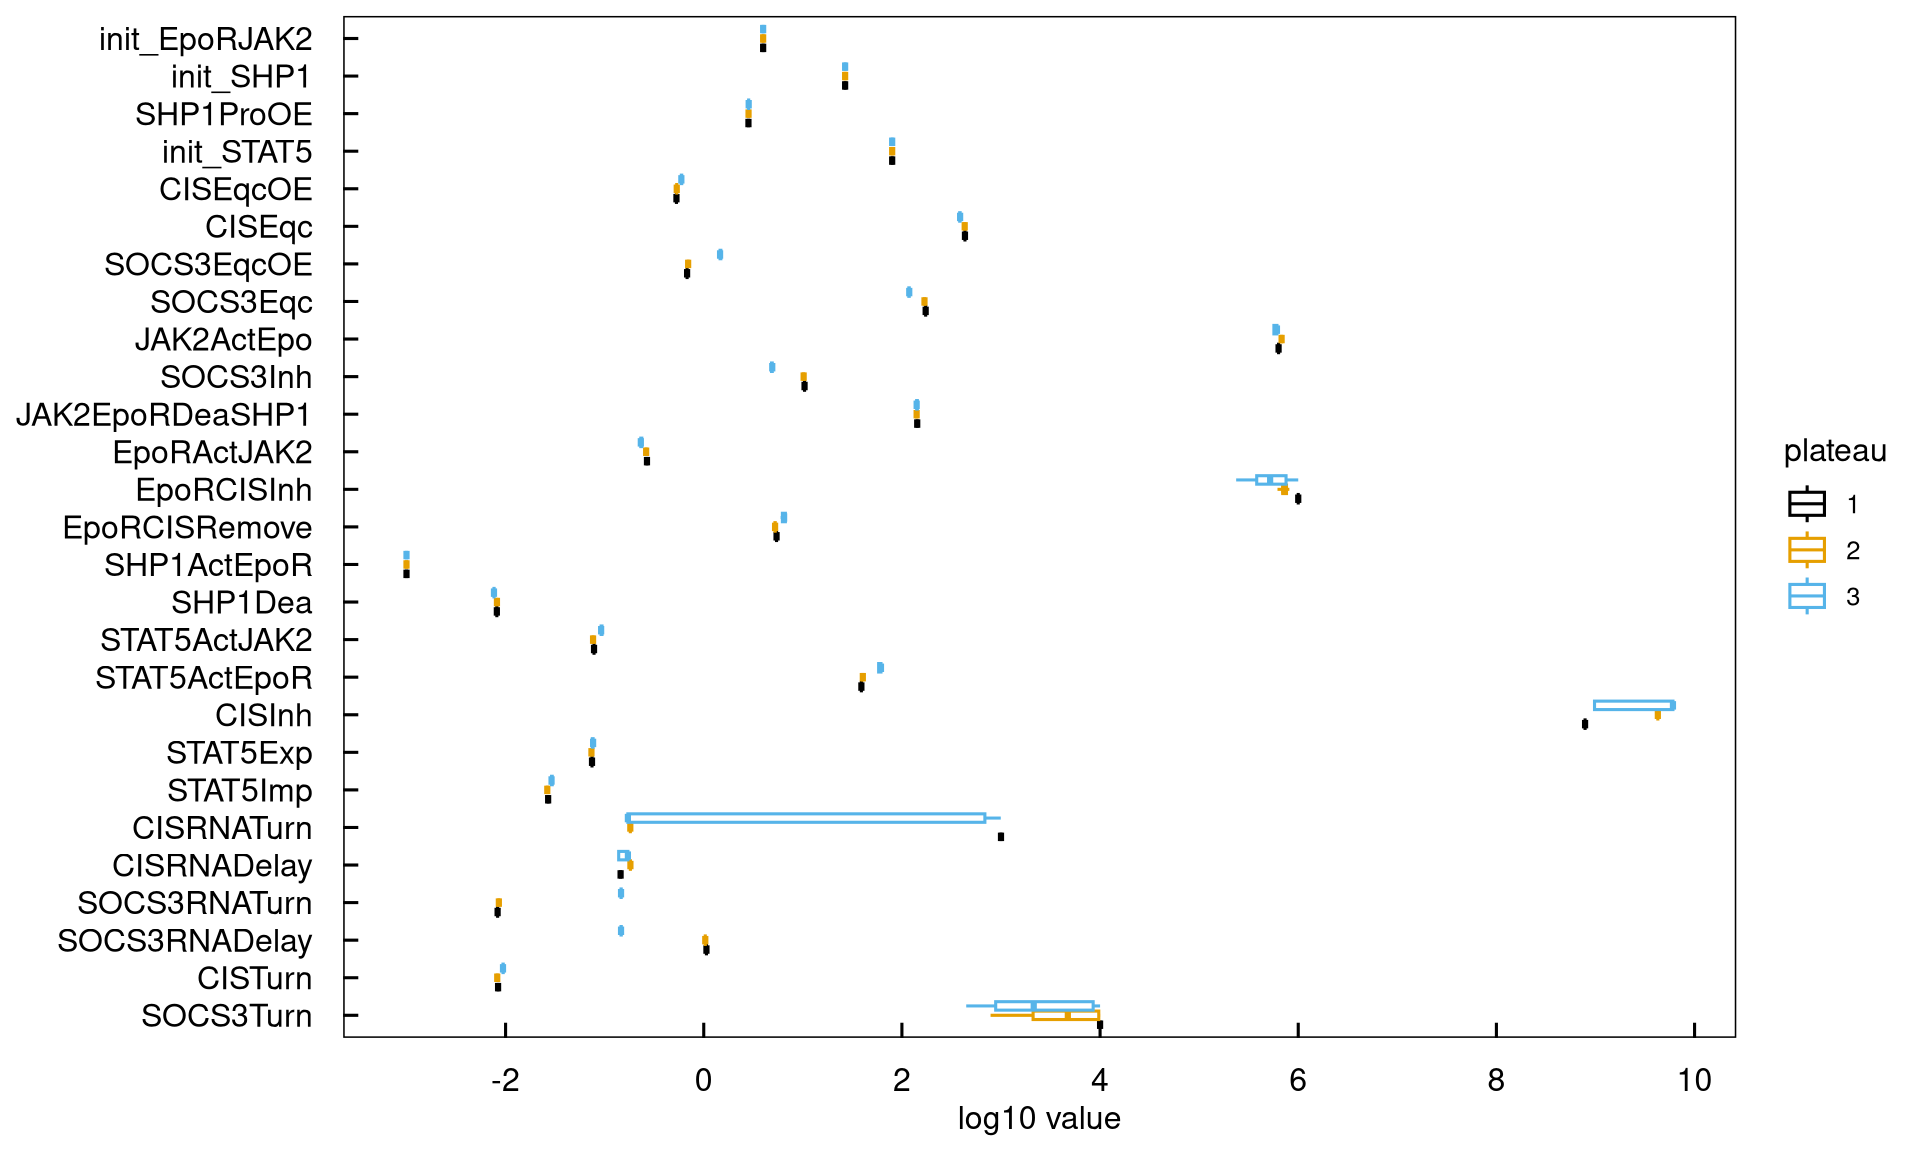 init_EpoRJAK2
init_SHP1
SHP1ProOE
init_STAT5
CISEqcOE
CISEqc
SOCS3EqcOE
SOCS3Eqc
JAK2ActEpo
SOCS3Inh
JAK2EpoRDeaSHP1
EpoRActJAK2
EpoRCISInh
EpoRCISRemove
SHP1ActEpoR
SHP1Dea
STAT5ActJAK2
STAT5ActEpoR
CISInh
STAT5Exp
STAT5Imp
CISRNATurn
CISRNADelay
SOCS3RNATurn
SOCS3RNADelay
CISTurn
SOCS3Turn
-2 0 2 4 6 8 10
log10 value
plateau
1
2
3